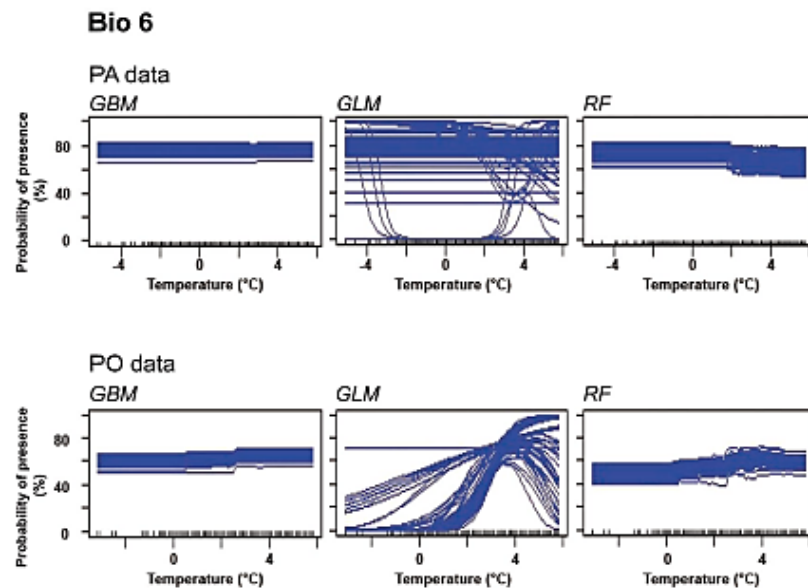 Bio 6
PA data
GBM GLM RF
Probability of presence
(%)
80
40
0
-4 0 4 -4 0 4 -4 0 4
Temperature (°C) Temperature (°C) Temperature (°C)
PO data
GBM GLM RF
Probability of presence
(%)
80
40
0
0 4 0 4 0 4
Temperature (°C) Temperature (°C) Temperature (°C)